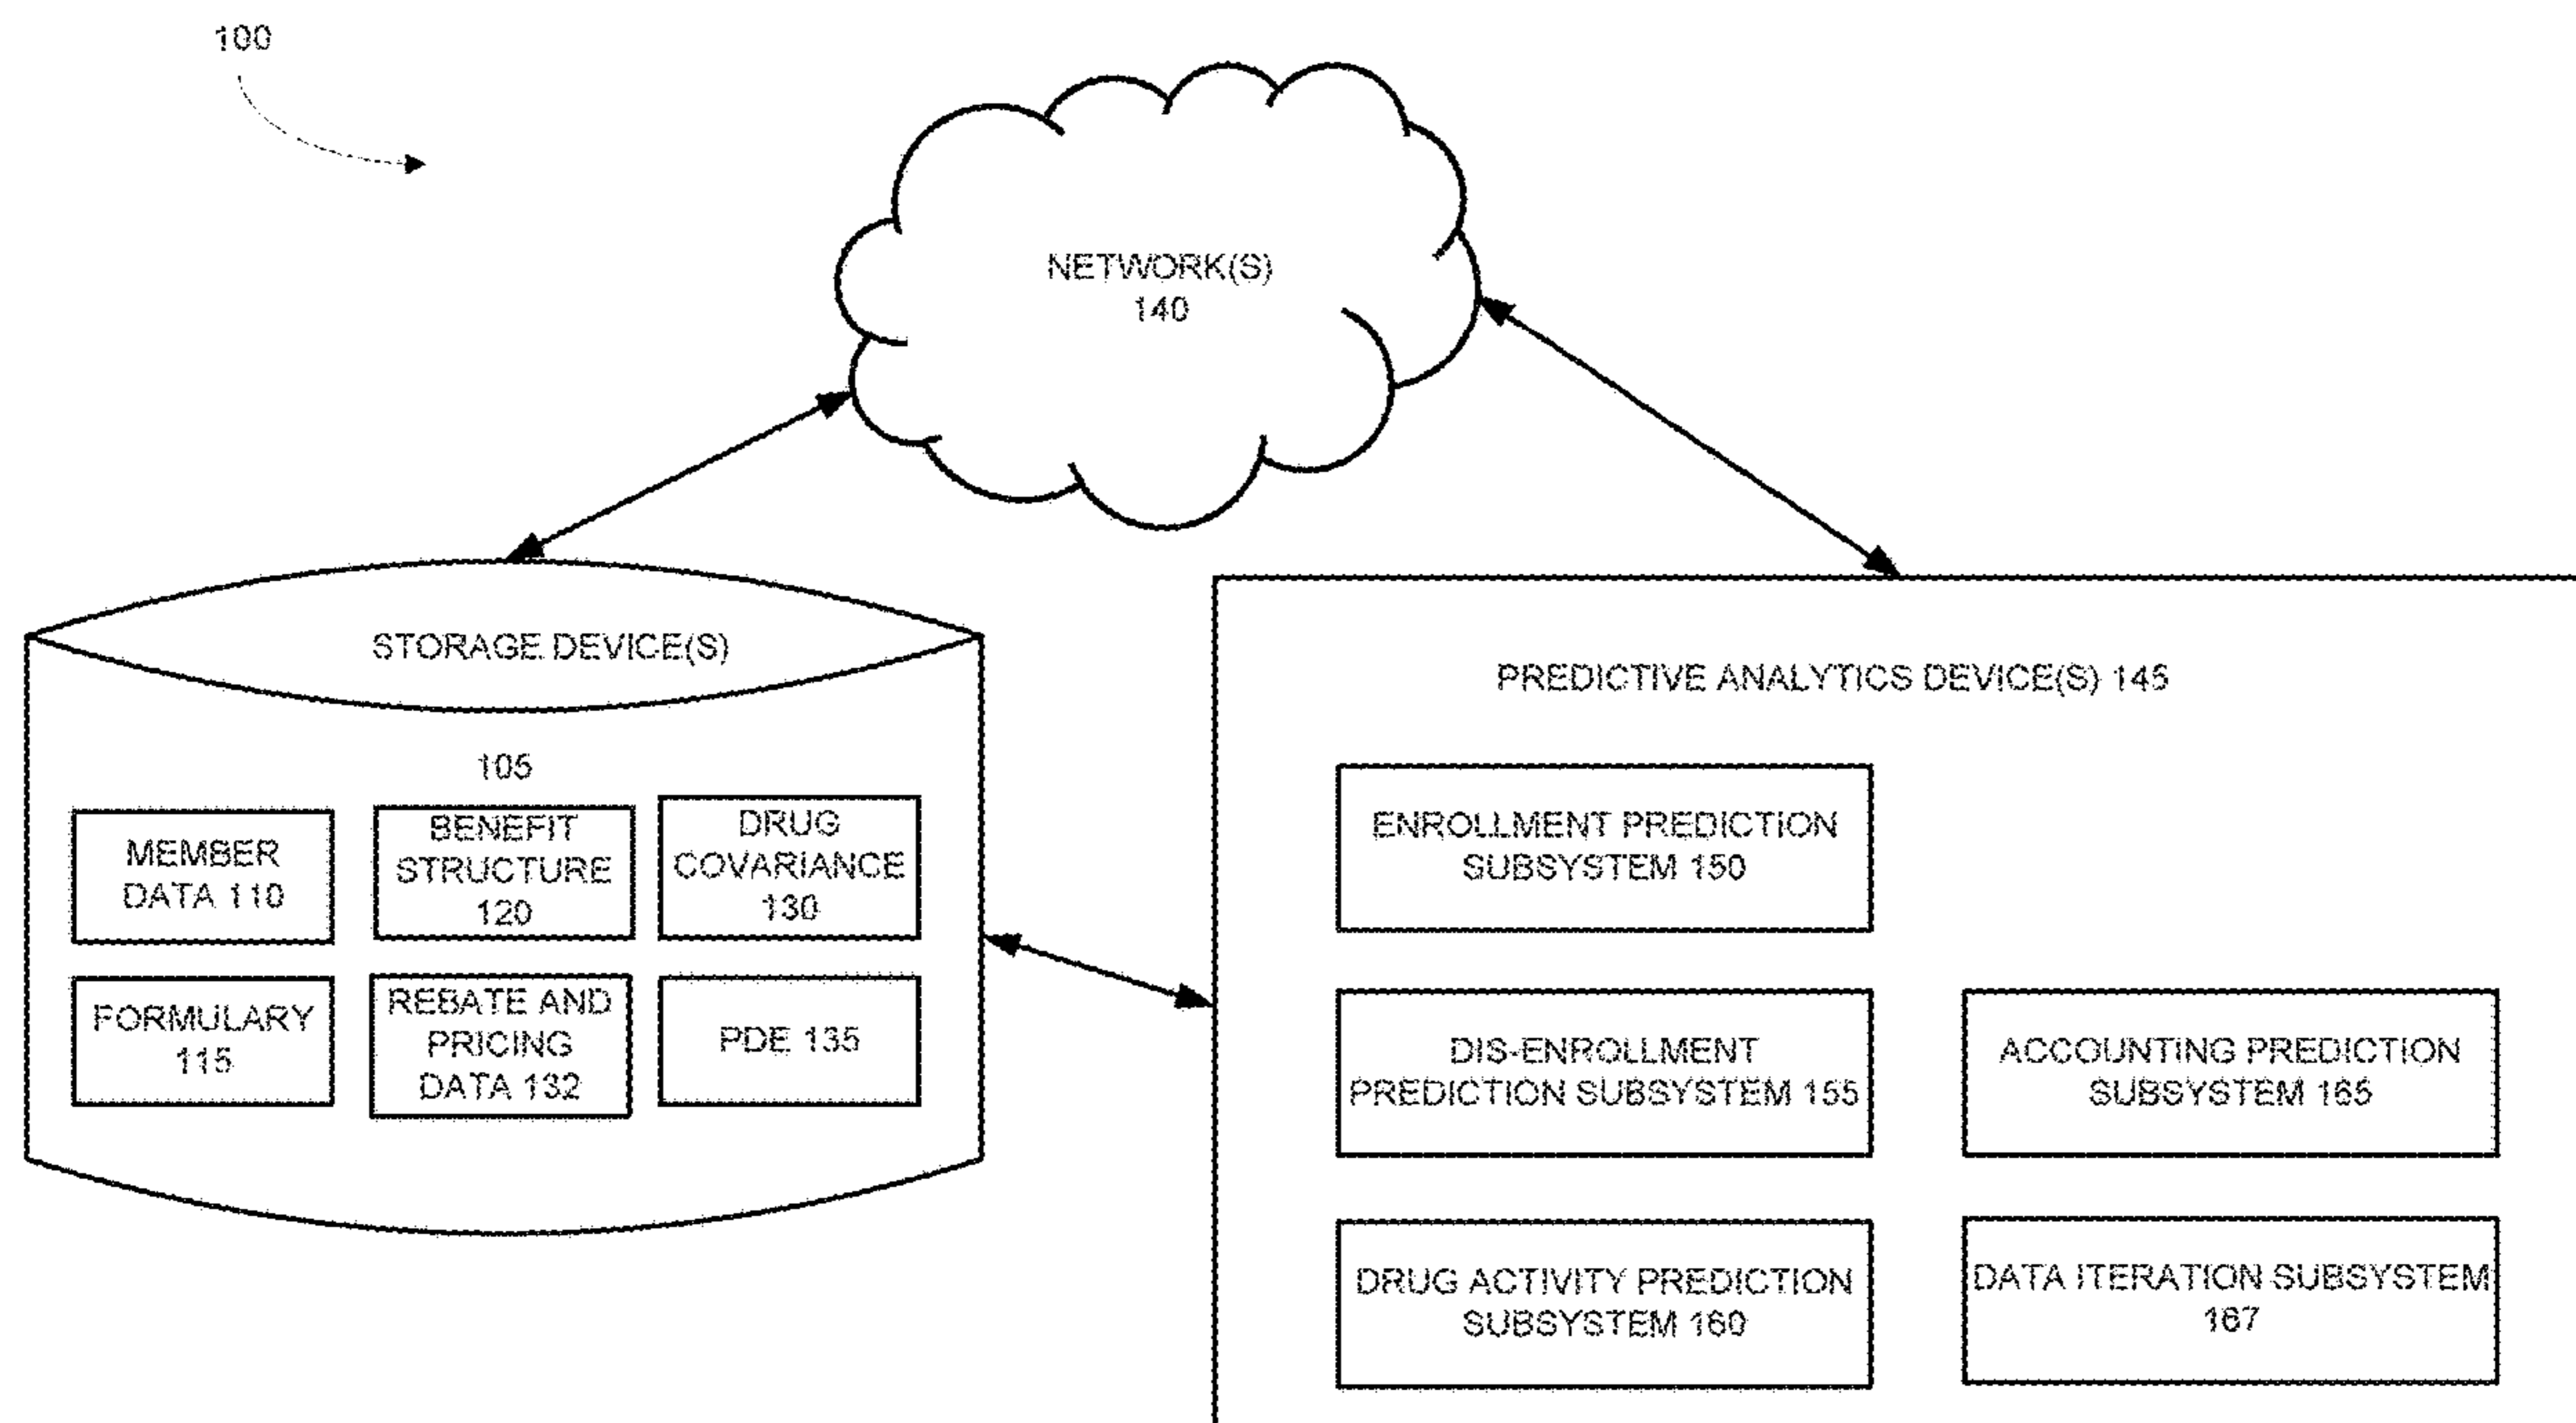 100
NETWORK(S)
140
STORAGE DEVICE(S)
105
MEMBER
DATA 110
BENEFIT
STRUCTURE
120
DRUG
COVARIANCE
130
FORMULARY
115
REBATE AND
PRICING
DATA 132
PDE 135
PREDICTIVE ANALYTICS DEVICE(S) 145
ENROLLMENT PREDICTION
SUBSYSTEM 150
DIS-ENROLLMENT
PREDICTION SUBSYSTEM 155
ACCOUNTING PREDICTION
SUBSYSTEM 165
DRUG ACTIVITY PREDICTION
SUBSYSTEM 160
DATA ITERATION SUBSYSTEM
167